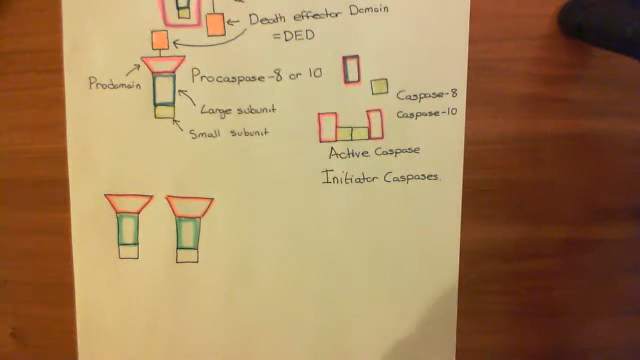 Death effector Domain
= DED
Prodomain
Procaspase-8 or 10
Large subunit
Small subunit
Caspase-8
Caspase-10
Active Caspase
Initiator Caspases.